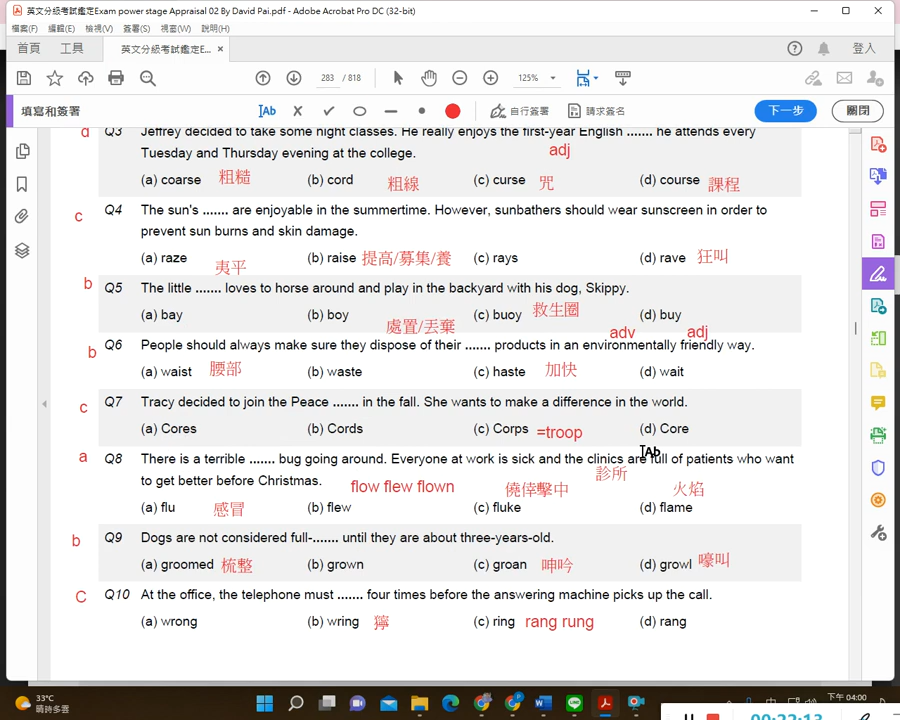 英文分級考試鑑定Exam power stage Appraisal 02 By David Pai.pdf - Adobe Acrobat Pro DC (32-bit)
檔案(F) 編輯(E) 檢視(V) 簽署(S) 視窗(W) 說明(H)
首頁 工具 英文分級考試鑑定E... × 登入
283 / 818 125%
填寫和簽署 Ab 自行簽署 請求簽名 下一步 關閉
d Q3 Jeffrey decided to take some night classes. He really enjoys the first-year English ....... he attends every
Tuesday and Thursday evening at the college. adj
(a) coarse 粗糙 (b) cord 粗線 (c) curse 咒 (d) course 課程
c Q4 The sun's ....... are enjoyable in the summertime. However, sunbathers should wear sunscreen in order to
prevent sun burns and skin damage.
(a) raze 夷平 (b) raise 提高/募集/養 (c) rays (d) rave 狂叫
b Q5 The little ....... loves to horse around and play in the backyard with his dog, Skippy.
(a) bay (b) boy (c) buoy 救生圈 (d) buy
處置/丟棄 adv adj
b Q6 People should always make sure they dispose of their ....... products in an environmentally friendly way.
(a) waist 腰部 (b) waste (c) haste 加快 (d) wait
c Q7 Tracy decided to join the Peace ....... in the fall. She wants to make a difference in the world.
(a) Cores (b) Cords (c) Corps =troop (d) Core
a Q8 There is a terrible ....... bug going around. Everyone at work is sick and the clinics are full of patients who want
to get better before Christmas. 診所
flow flew flown
(a) flu 感冒 (b) flew (c) fluke 僥倖擊中 (d) flame 火焰
b Q9 Dogs are not considered full-....... until they are about three-years-old.
(a) groomed 梳整 (b) grown (c) groan 呻吟 (d) growl 嚎叫
C Q10 At the office, the telephone must ....... four times before the answering machine picks up the call.
(a) wrong (b) wring 獰 (c) ring rang rung (d) rang
33°C
晴時多雲
下午 04:00
00:22:13